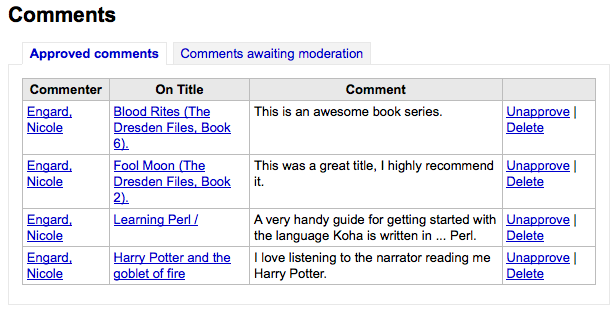 Comments
Approved comments Comments awaiting moderation
Commenter On Title Comment
Engard, Nicole Blood Rites (The Dresden Files, Book 6). This is an awesome book series. Unapprove | Delete
Engard, Nicole Fool Moon (The Dresden Files, Book 2). This was a great title, I highly recommend it. Unapprove | Delete
Engard, Nicole Learning Perl / A very handy guide for getting started with the language Koha is written in ... Perl. Unapprove | Delete
Engard, Nicole Harry Potter and the goblet of fire I love listening to the narrator reading me Harry Potter. Unapprove | Delete